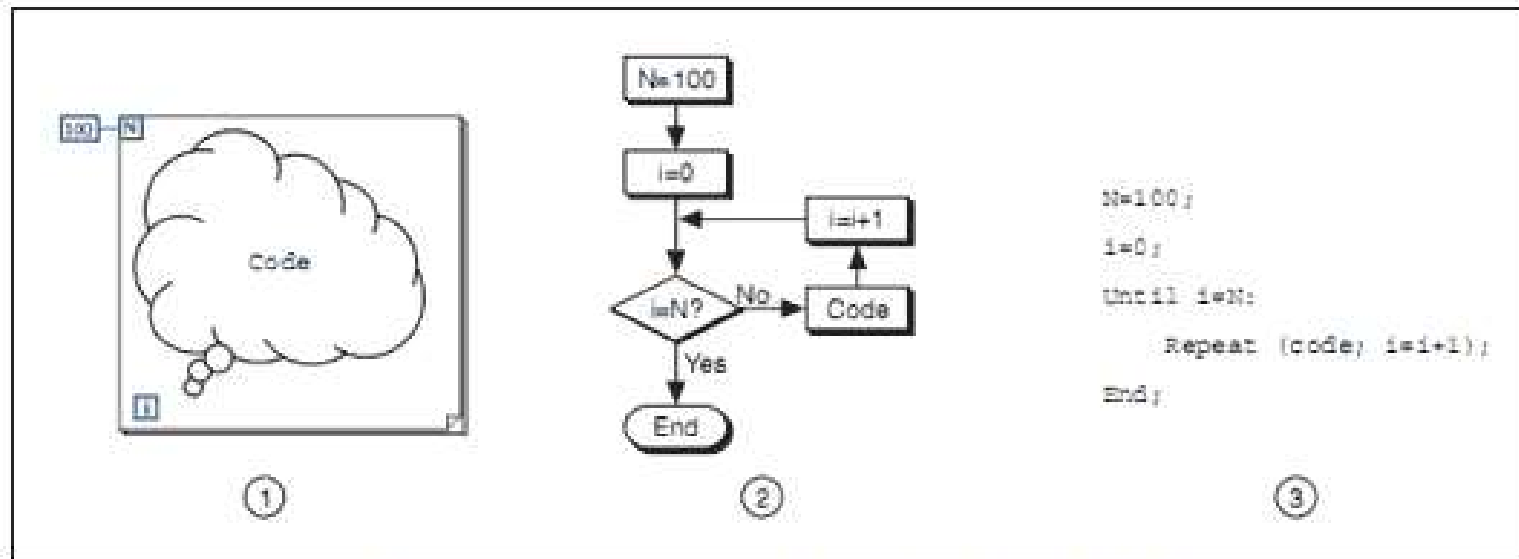 100
N
Code
i
1
N=100
i=0
i=i+1
i=N?
No
Code
Yes
End
2
N=100;
i=0;
Until i=N:
Repeat (code; i=i+1);
End;
3